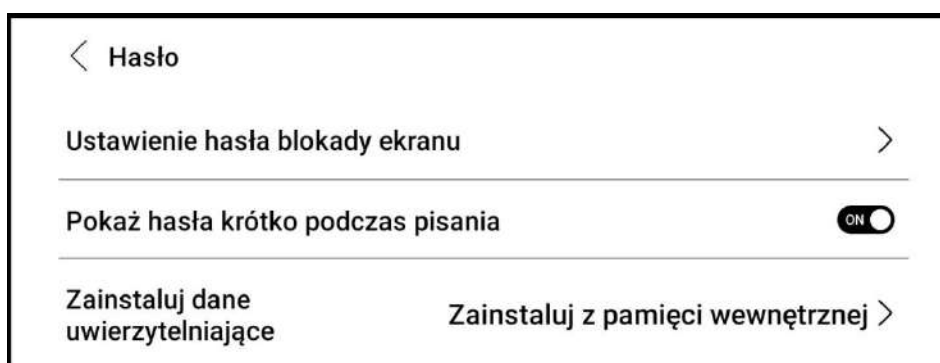 Hasło
Ustawienie hasła blokady ekranu
Pokaż hasła krótko podczas pisania
ON
Zainstaluj dane
uwierzytelniające
Zainstaluj z pamięci wewnętrznej